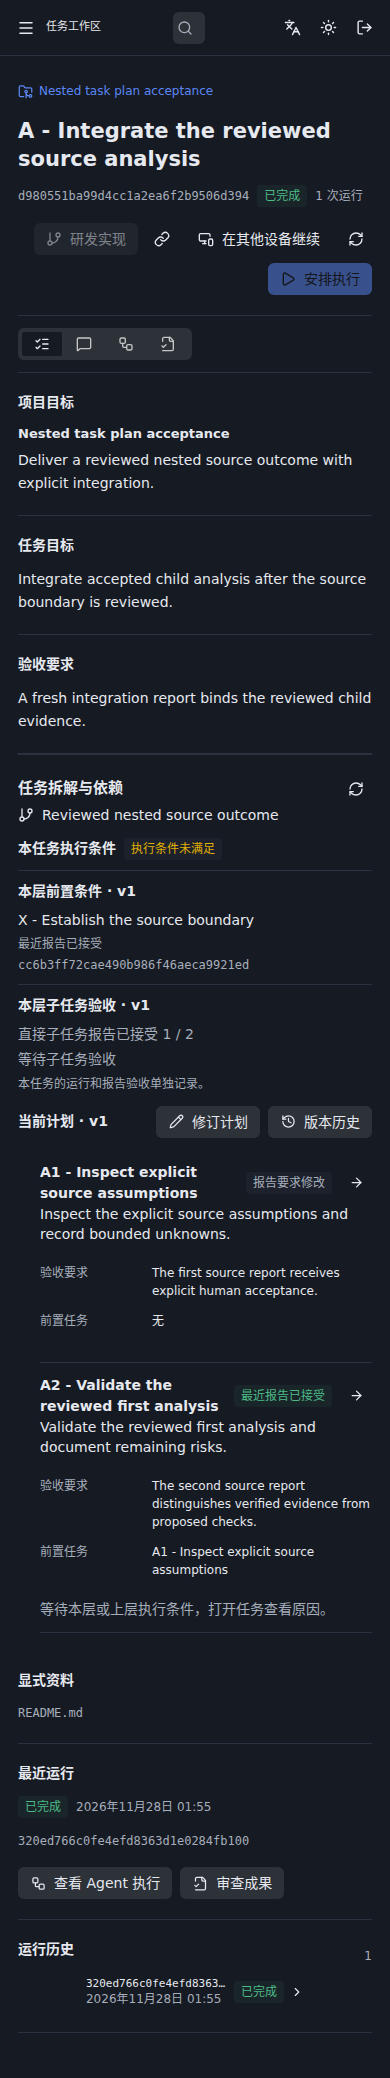 任务工作区
Nested task plan acceptance
A - Integrate the reviewed
source analysis
d980551ba99d4cc1a2ea6f2b9506d394 已完成 1 次运行
研发实现 在其他设备继续
安排执行
项目目标
Nested task plan acceptance
Deliver a reviewed nested source outcome with
explicit integration.
任务目标
Integrate accepted child analysis after the source
boundary is reviewed.
验收要求
A fresh integration report binds the reviewed child
evidence.
任务拆解与依赖
Reviewed nested source outcome
本任务执行条件 执行条件未满足
本层前置条件 · v1
X - Establish the source boundary
最近报告已接受
cc6b3ff72cae490b986f46aeca9921ed
本层子任务验收 · v1
直接子任务报告已接受 1 / 2
等待子任务验收
本任务的运行和报告验收单独记录。
当前计划 · v1 修订计划 版本历史
A1 - Inspect explicit
source assumptions 报告要求修改
Inspect the explicit source assumptions and
record bounded unknowns.
验收要求 The first source report receives
explicit human acceptance.
前置任务 无
A2 - Validate the
reviewed first analysis 最近报告已接受
Validate the reviewed first analysis and
document remaining risks.
验收要求 The second source report
distinguishes verified evidence from
proposed checks.
前置任务 A1 - Inspect explicit source
assumptions
等待本层或上层执行条件，打开任务查看原因。
显式资料
README.md
最近运行
已完成 2026年11月28日 01:55
320ed766c0fe4efd8363d1e0284fb100
查看 Agent 执行 审查成果
运行历史 1
320ed766c0fe4efd8363… 已完成
2026年11月28日 01:55